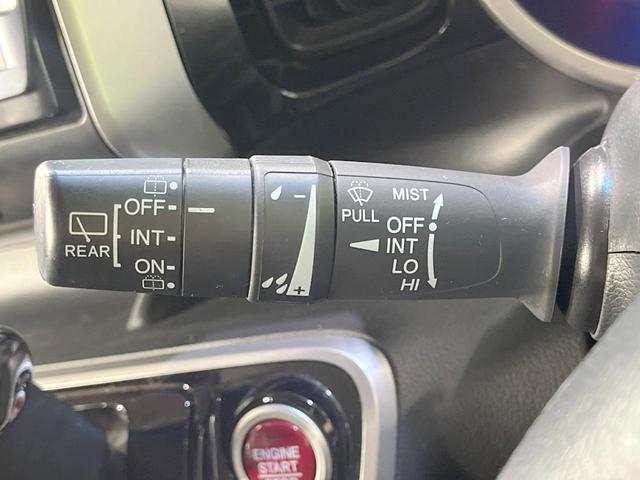 REAR
OFF
INT
ON
−
+
PULL
MIST
OFF
INT
LO
HI
ENGINE
START